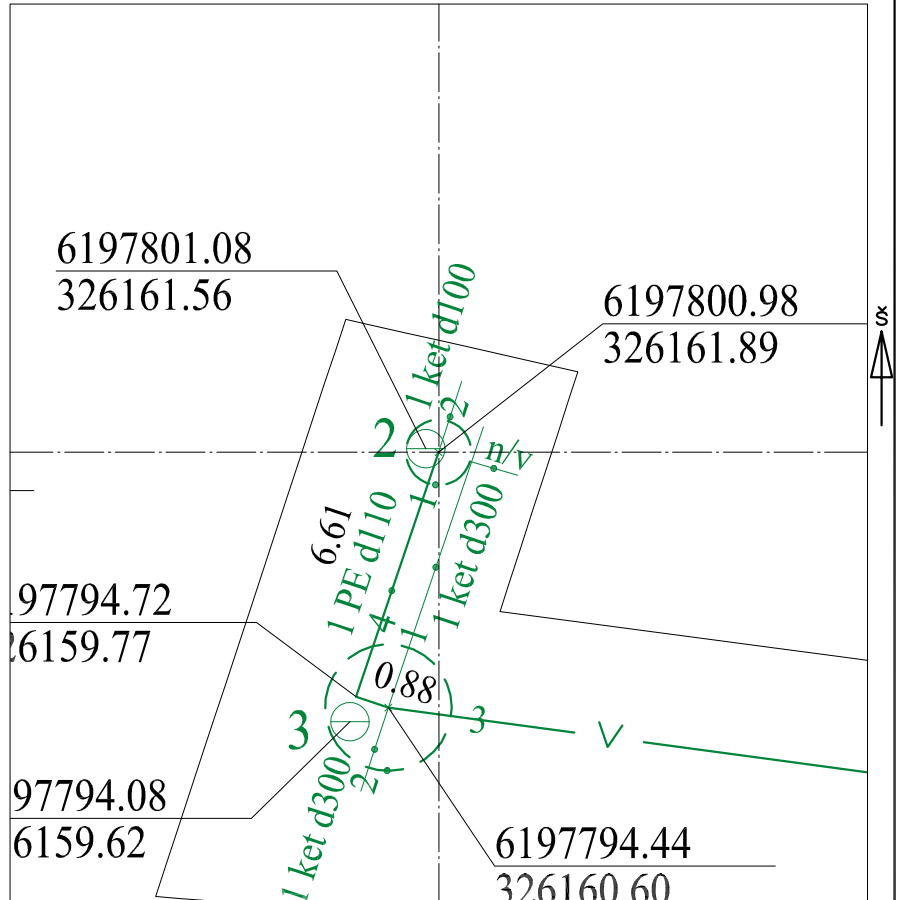 1 ket d100
6197801.08
326161.56
6197800.98
326161.89
š
2
2
n/v
1
6.61
1 PE d110
1 ket d300
97794.72
26159.77
4
1
0.88
3
3
V
2
1 ket d300
97794.08
6159.62
6197794.44
326160.60